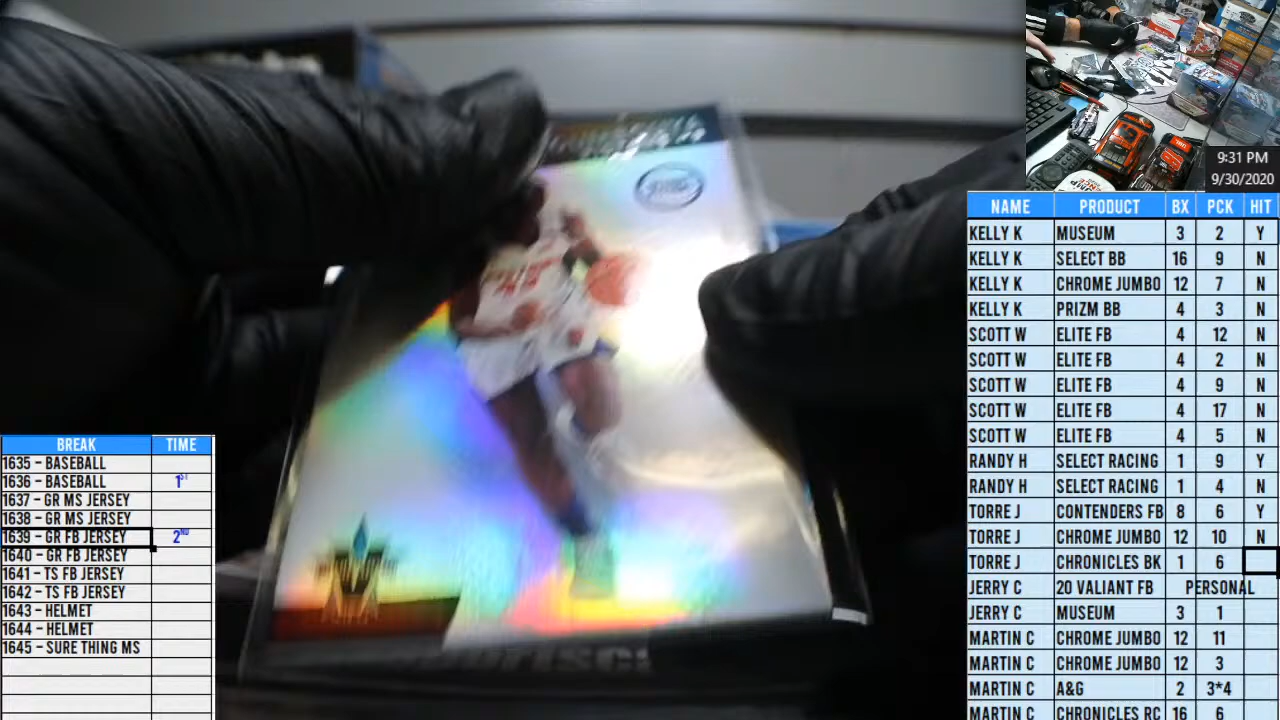 9:31 PM
9/30/2020
NAME PRODUCT BX PCK HIT
KELLY K MUSEUM 3 2 Y
KELLY K SELECT BB 16 9 N
KELLY K CHROME JUMBO 12 7 N
KELLY K PRIZM BB 4 3 N
SCOTT W ELITE FB 4 12 N
SCOTT W ELITE FB 4 2 N
SCOTT W ELITE FB 4 9 N
SCOTT W ELITE FB 4 17 N
SCOTT W ELITE FB 4 5 N
RANDY H SELECT RACING 1 9 Y
RANDY H SELECT RACING 1 4 N
TORRE J CONTENDERS FB 8 6 Y
TORRE J CHROME JUMBO 12 10 N
TORRE J CHRONICLES BK 1 6
JERRY C 20 VALIANT FB PERSONAL
JERRY C MUSEUM 3 1
MARTIN C CHROME JUMBO 12 11
MARTIN C CHROME JUMBO 12 3
MARTIN C A&G 2 3*4
MARTIN C CHRONICLES RC 16 6
BREAK TIME
1635 - BASEBALL
1636 - BASEBALL 1ST
1637 - GR MS JERSEY
1638 - GR MS JERSEY
1639 - GR FB JERSEY 2ND
1640 - GR FB JERSEY
1641 - TS FB JERSEY
1642 - TS FB JERSEY
1643 - HELMET
1644 - HELMET
1645 - SURE THING MS